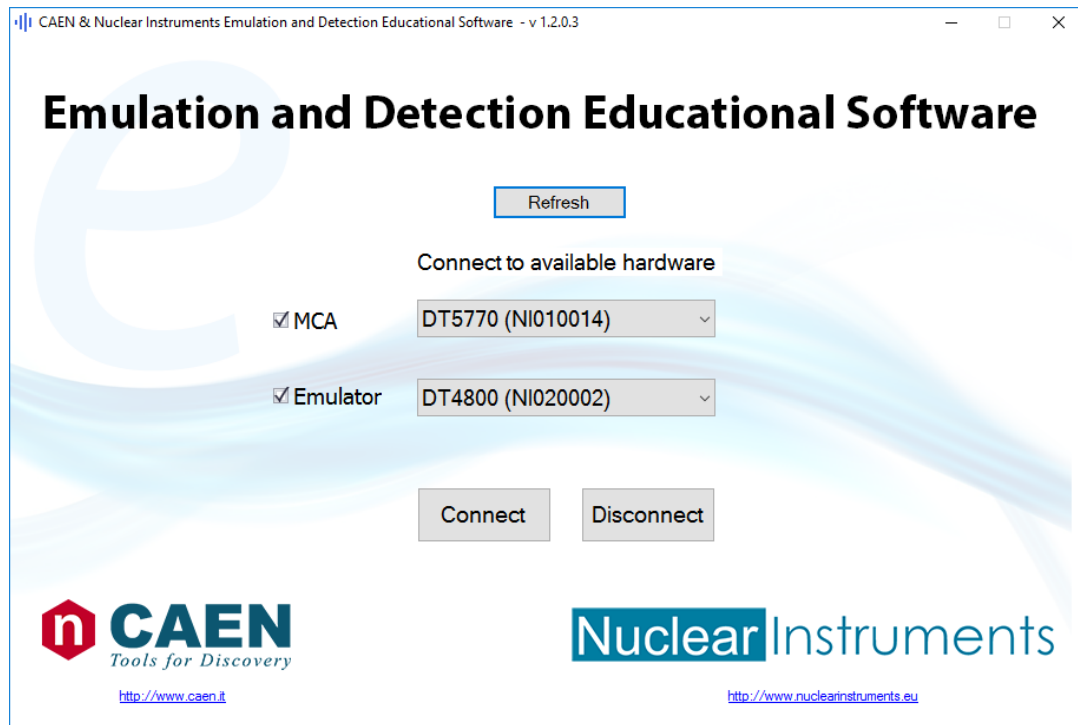 CAEN & Nuclear Instruments Emulation and Detection Educational Software - v 1.2.0.3
Emulation and Detection Educational Software
Refresh
Connect to available hardware
MCA
DT5770 (NI010014)
Emulator
DT4800 (NI020002)
Connect
Disconnect
n CAEN
Tools for Discovery
Nuclear Instruments
http://www.caen.it
http://www.nuclearinstruments.eu